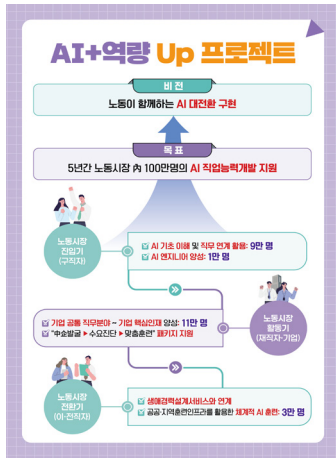 AI+역량 Up 프로젝트
비 전
노동이 함께하는 AI 대전환 구현
목 표
5년간 노동시장 內 100만명의 AI 직업능력개발 지원
노동시장
진입기
(구직자)
AI 기초 이해 및 직무 연계 활용: 9만 명
AI 엔지니어 양성: 1만 명
기업 공통 직무분야 ~ 기업 핵심인재 양성: 11만 명
"中企발굴 ▶ 수요진단 ▶ 맞춤훈련" 패키지 지원
노동시장
활동기
(재직자·기업)
노동시장
전환기
(이·전직자)
생애경력설계서비스와 연계
공공·지역훈련인프라를 활용한 체계적 AI 훈련: 3만 명